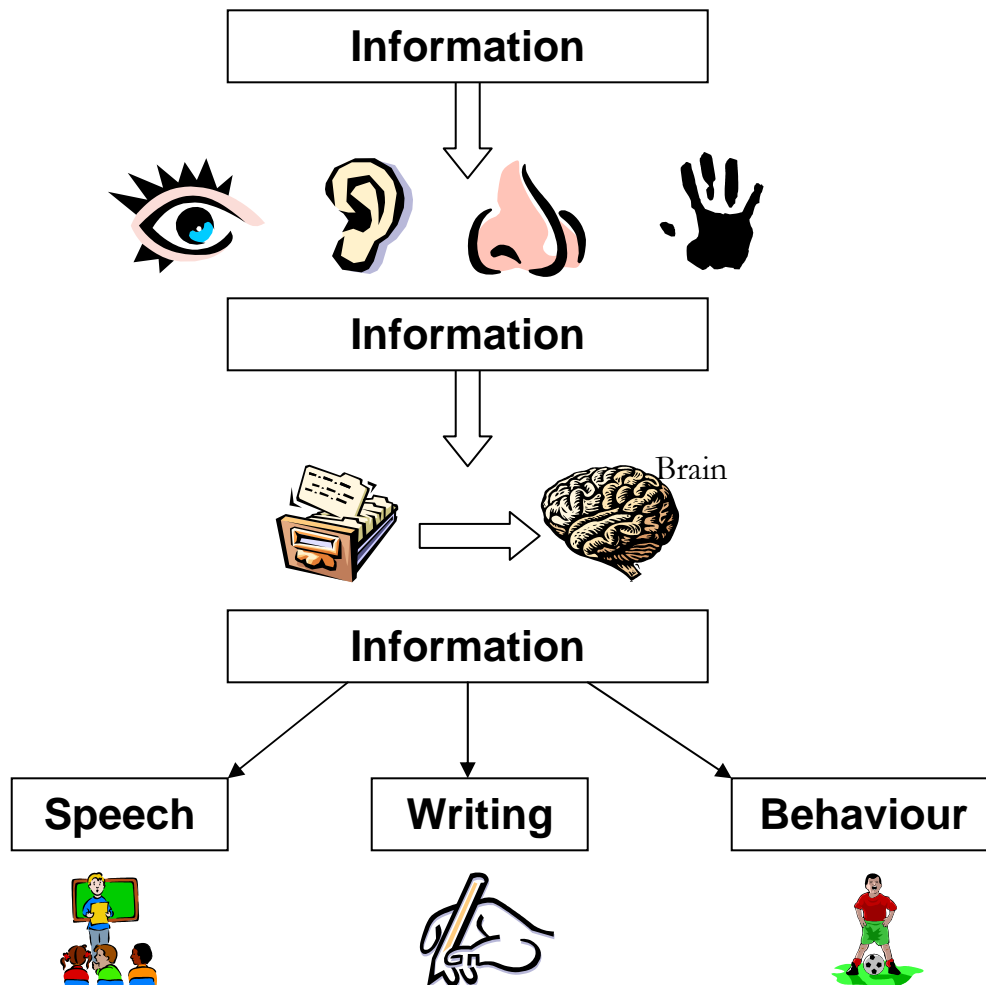 Information
Information
Brain
Information
Speech
Writing
Behaviour